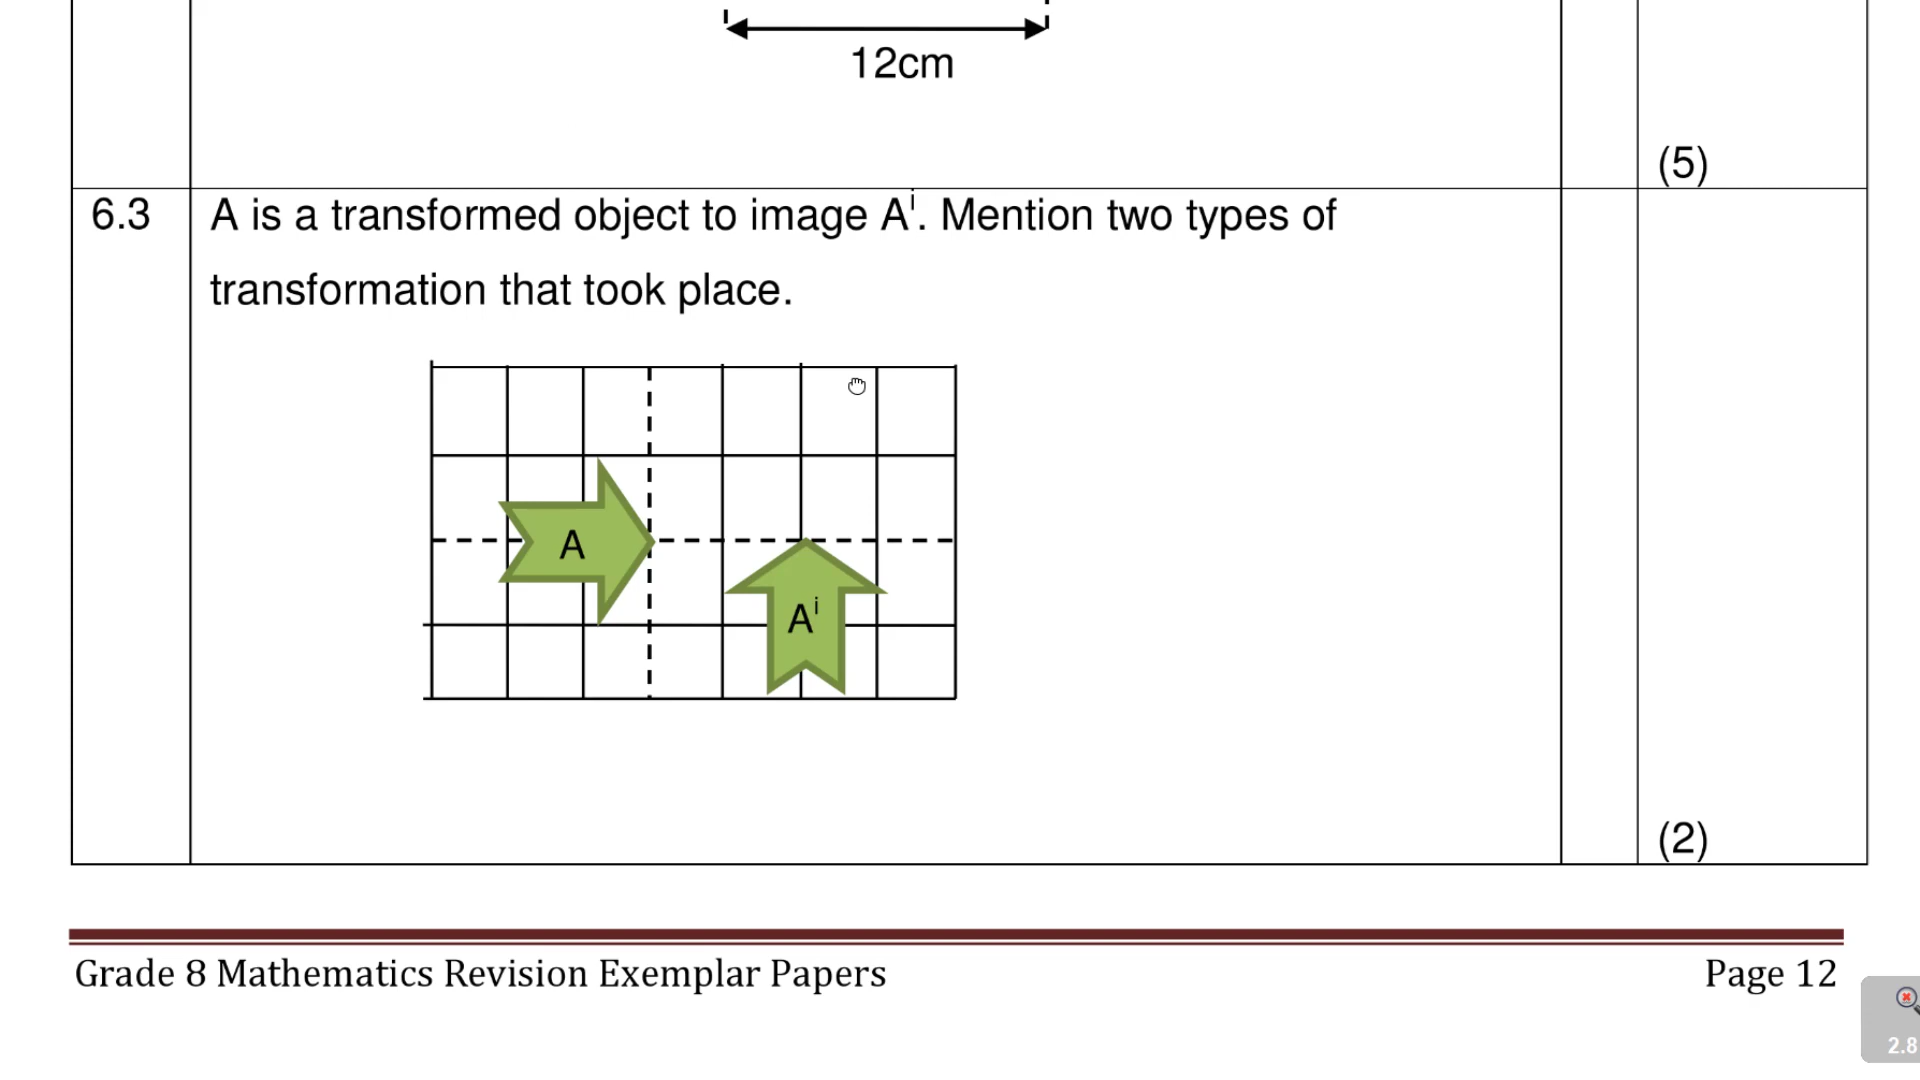 12cm
(5)
6.3 A is a transformed object to image Aⁱ. Mention two types of
transformation that took place.
A
Aⁱ
(2)
Grade 8 Mathematics Revision Exemplar Papers Page 12
2.8